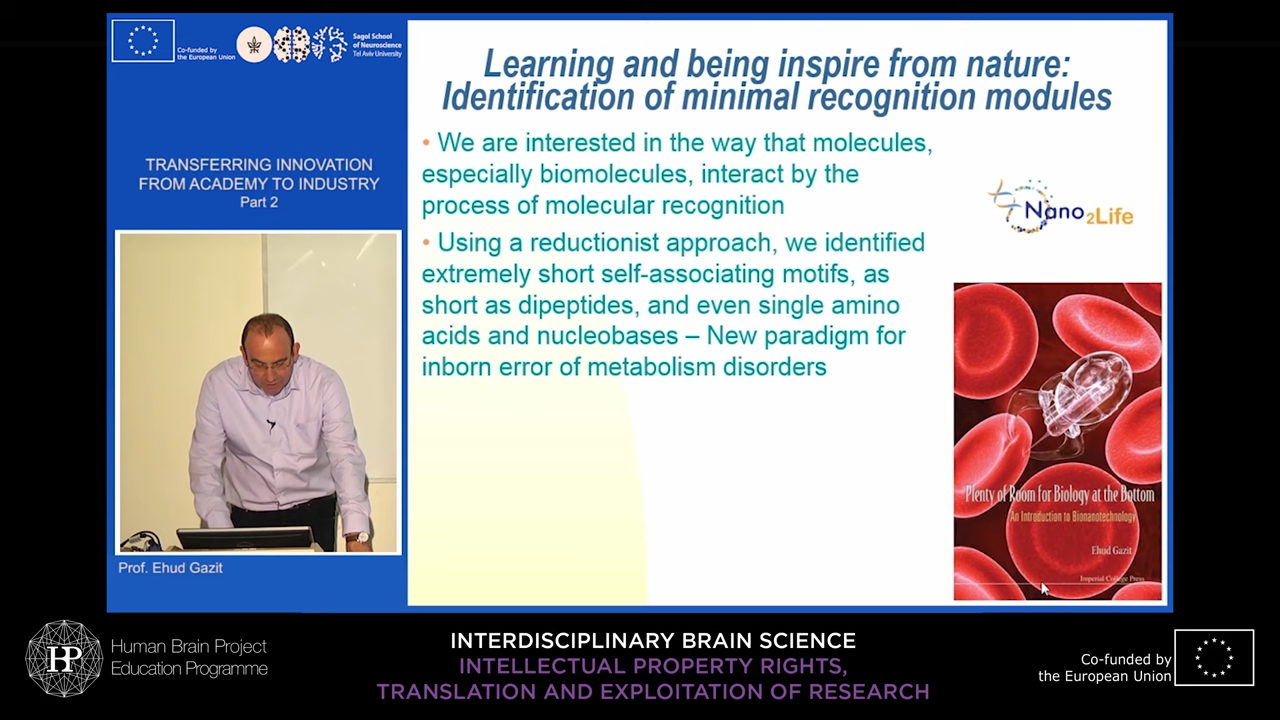 Co-funded by
the European Union
Sagol School
of Neuroscience
Tel Aviv University
TRANSFERRING INNOVATION
FROM ACADEMY TO INDUSTRY
Part 2
Prof. Ehud Gazit
Learning and being inspire from nature:
Identification of minimal recognition modules
• We are interested in the way that molecules,
especially biomolecules, interact by the
process of molecular recognition
• Using a reductionist approach, we identified
extremely short self-associating motifs, as
short as dipeptides, and even single amino
acids and nucleobases – New paradigm for
inborn error of metabolism disorders
Nano2Life
Plenty of Room for Biology at the Bottom
An Introduction to Bionanotechnology
Ehud Gazit
Imperial College Press
HBP
Human Brain Project
Education Programme
INTERDISCIPLINARY BRAIN SCIENCE
INTELLECTUAL PROPERTY RIGHTS,
TRANSLATION AND EXPLOITATION OF RESEARCH
Co-funded by
the European Union